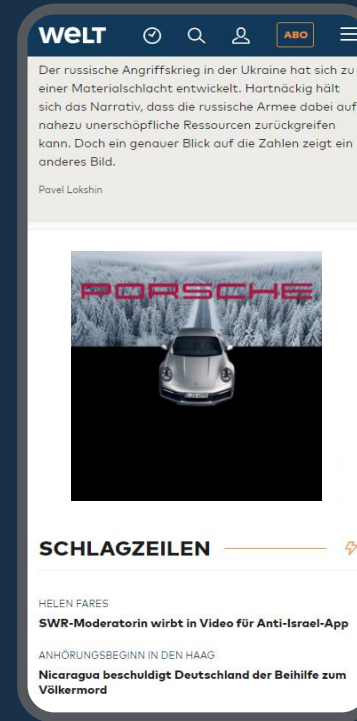 WELT
ABO
Der russische Angriffskrieg in der Ukraine hat sich zu
einer Materialschlacht entwickelt. Hartnäckig hält
sich das Narrativ, dass die russische Armee dabei auf
nahezu unerschöpfliche Ressourcen zurückgreifen
kann. Doch ein genauer Blick auf die Zahlen zeigt ein
anderes Bild.
Pavel Lokshin
PORSCHE
SCHLAGZEILEN
HELEN FARES
SWR-Moderatorin wirbt in Video für Anti-Israel-App
ANHÖRUNGSBEGINN IN DEN HAAG
Nicaragua beschuldigt Deutschland der Beihilfe zum
Völkermord